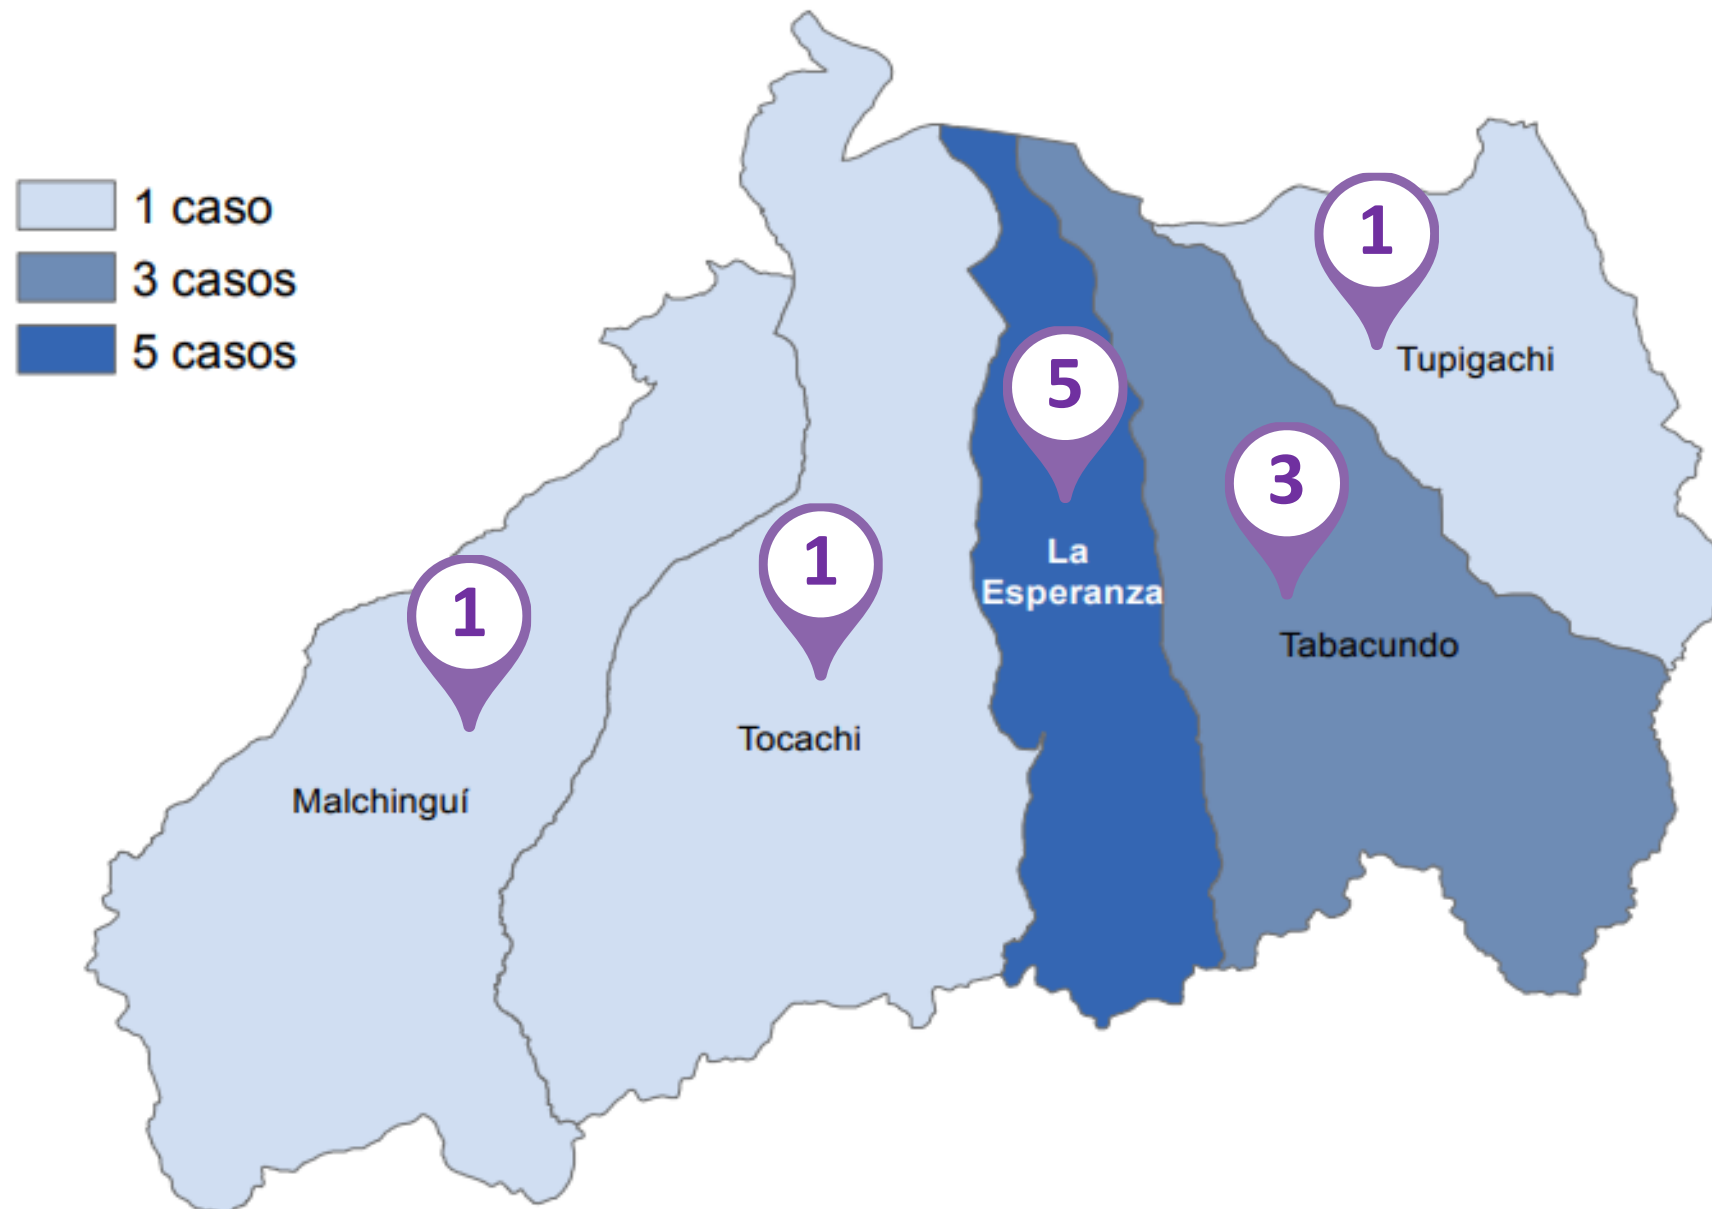 1 caso
3 casos
5 casos
1
Tupigachi
5
La
Esperanza
3
Tabacundo
1
Tocachi
1
Malchinguí